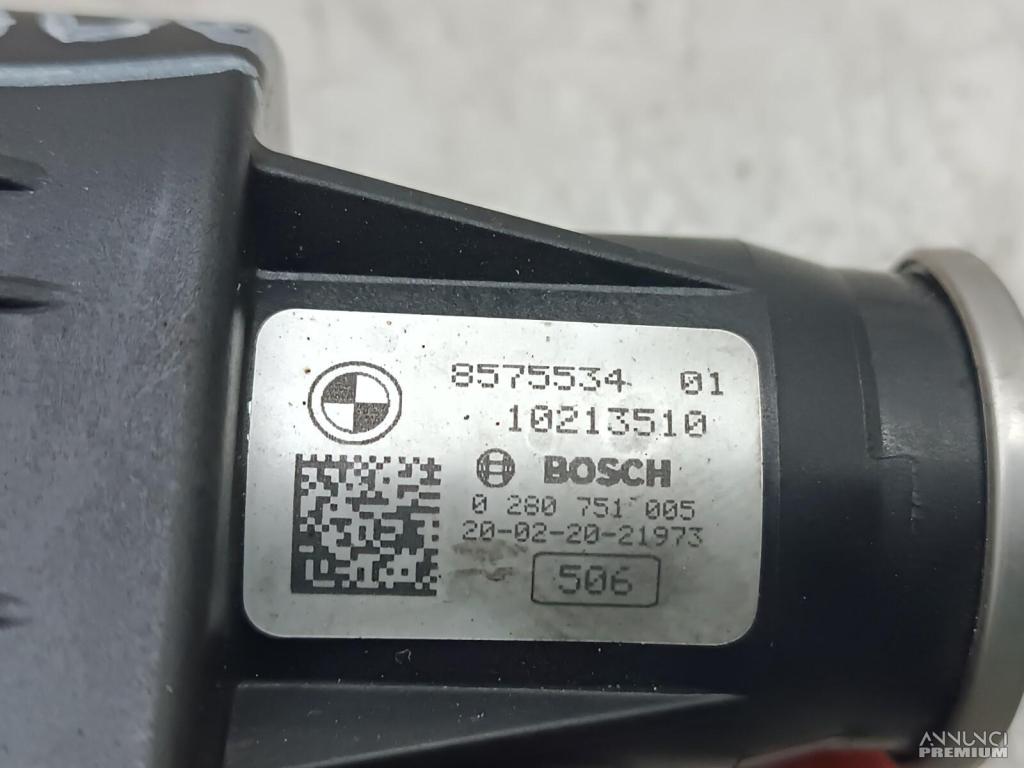 8575534 01
10213510
BOSCH
0 280 751 005
20-02-20-21973
506
ANNUNCI
PREMIUM